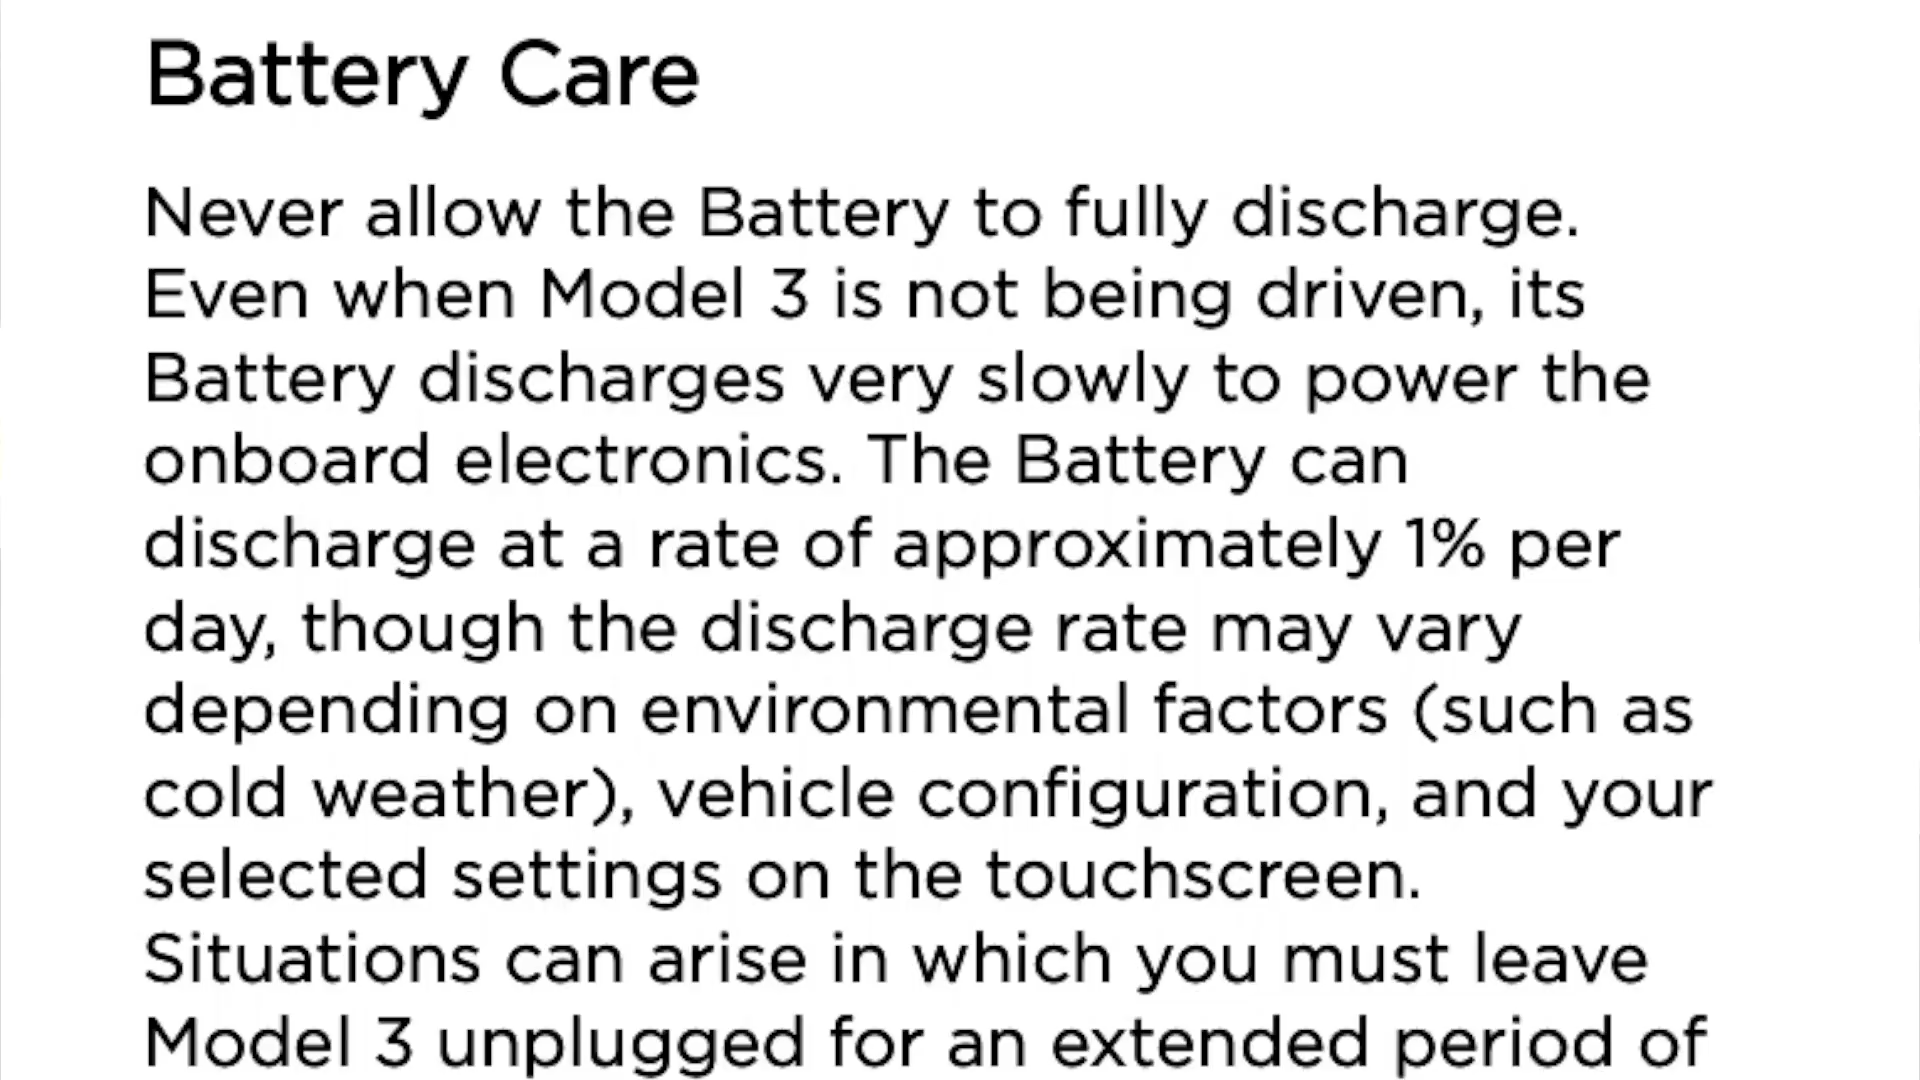 Battery Care
Never allow the Battery to fully discharge.
Even when Model 3 is not being driven, its
Battery discharges very slowly to power the
onboard electronics. The Battery can
discharge at a rate of approximately 1% per
day, though the discharge rate may vary
depending on environmental factors (such as
cold weather), vehicle configuration, and your
selected settings on the touchscreen.
Situations can arise in which you must leave
Model 3 unplugged for an extended period of